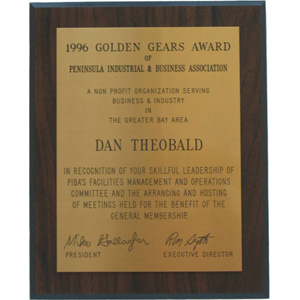 1996 GOLDEN GEARS AWARD
OF
PENINSULA INDUSTRIAL & BUSINESS ASSOCIATION
A NON PROFIT ORGANIZATION SERVING
BUSINESS & INDUSTRY
IN
THE GREATER BAY AREA
DAN THEOBALD
IN RECOGNITION OF YOUR SKILLFUL LEADERSHIP OF
PIBA'S FACILITIES MANAGEMENT AND OPERATIONS
COMMITTEE AND THE ARRANGING AND HOSTING
OF MEETINGS HELD FOR THE BENEFIT OF THE
GENERAL MEMBERSHIP.
Mike Gallagher
PRESIDENT EXECUTIVE DIRECTOR